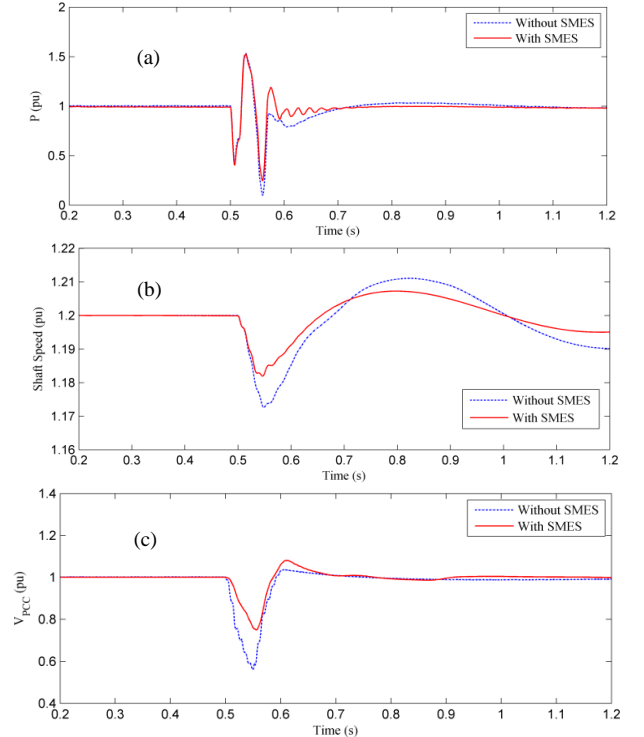 2
1.5
1
0.5
0
P (pu)
(a)
Without SMES
With SMES
0.2 0.3 0.4 0.5 0.6 0.7 0.8 0.9 1 1.1 1.2
Time (s)
1.22
1.21
1.2
1.19
1.18
1.17
1.16
Shaft Speed (pu)
(b)
Without SMES
With SMES
0.2 0.3 0.4 0.5 0.6 0.7 0.8 0.9 1 1.1 1.2
Time (s)
1.4
1.2
1
0.8
0.6
0.4
VPCC (pu)
(c)
Without SMES
With SMES
0.2 0.3 0.4 0.5 0.6 0.7 0.8 0.9 1 1.1 1.2
Time (s)